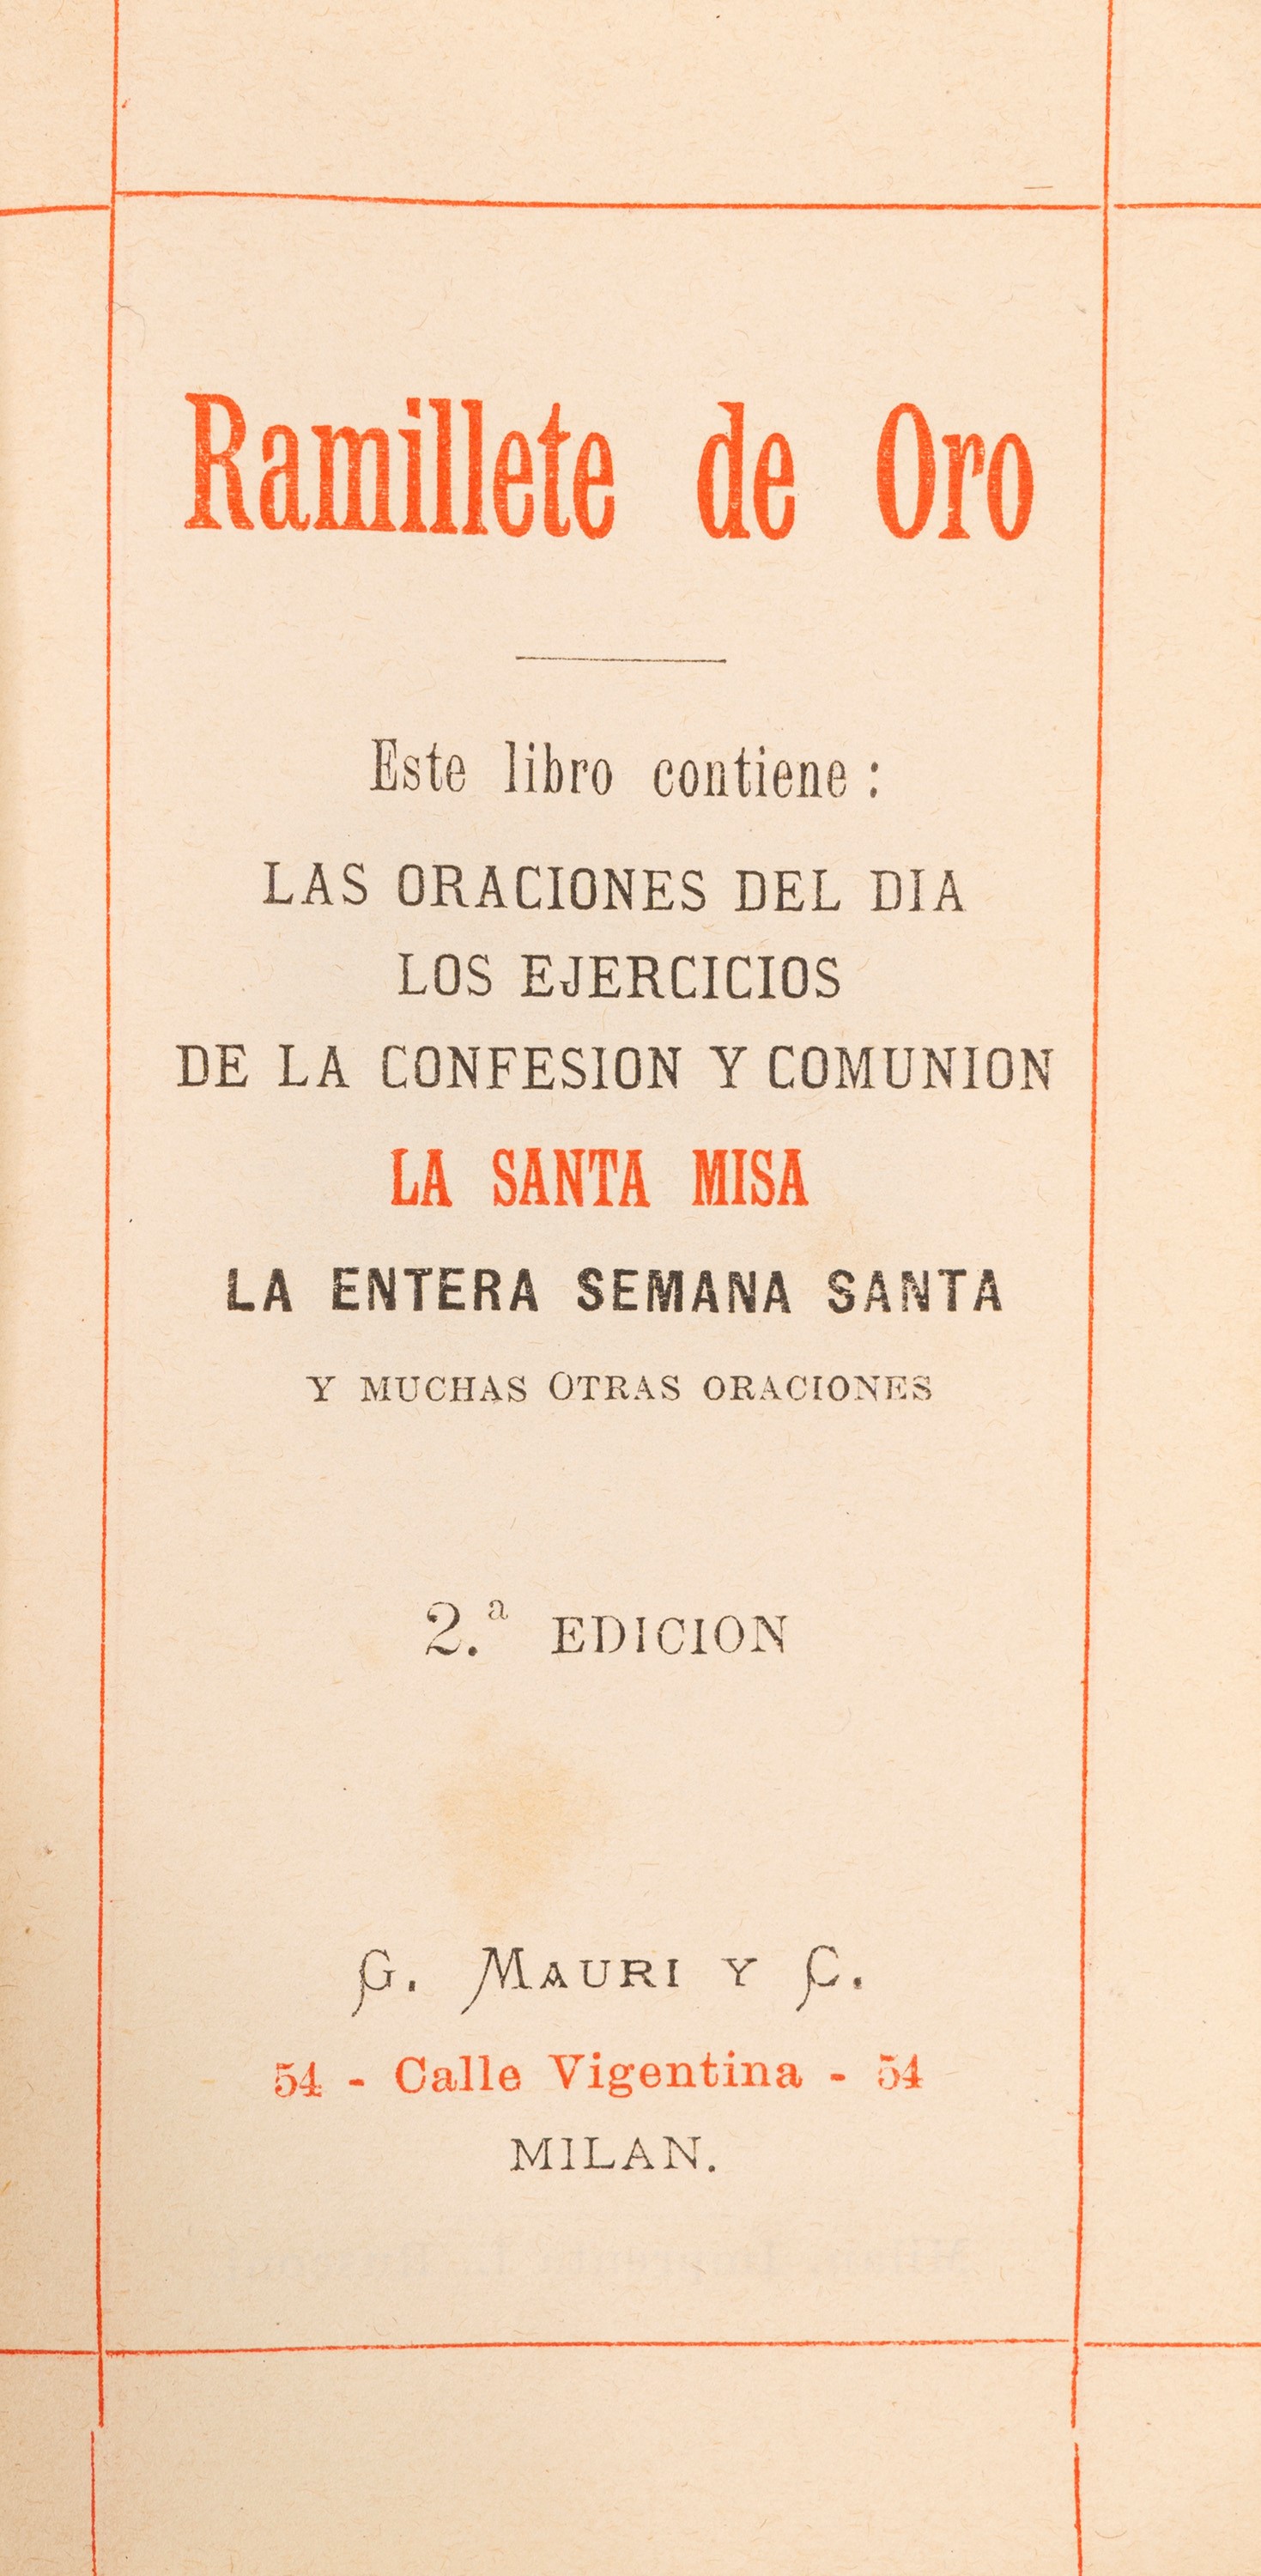 Ramillete de Oro
Este libro contiene :
LAS ORACIONES DEL DIA
LOS EJERCICIOS
DE LA CONFESION Y COMUNION
LA SANTA MISA
LA ENTERA SEMANA SANTA
Y MUCHAS OTRAS ORACIONES
2.ª EDICION
G. MAURI Y C.
54 - Calle Vigentina - 54
MILAN.